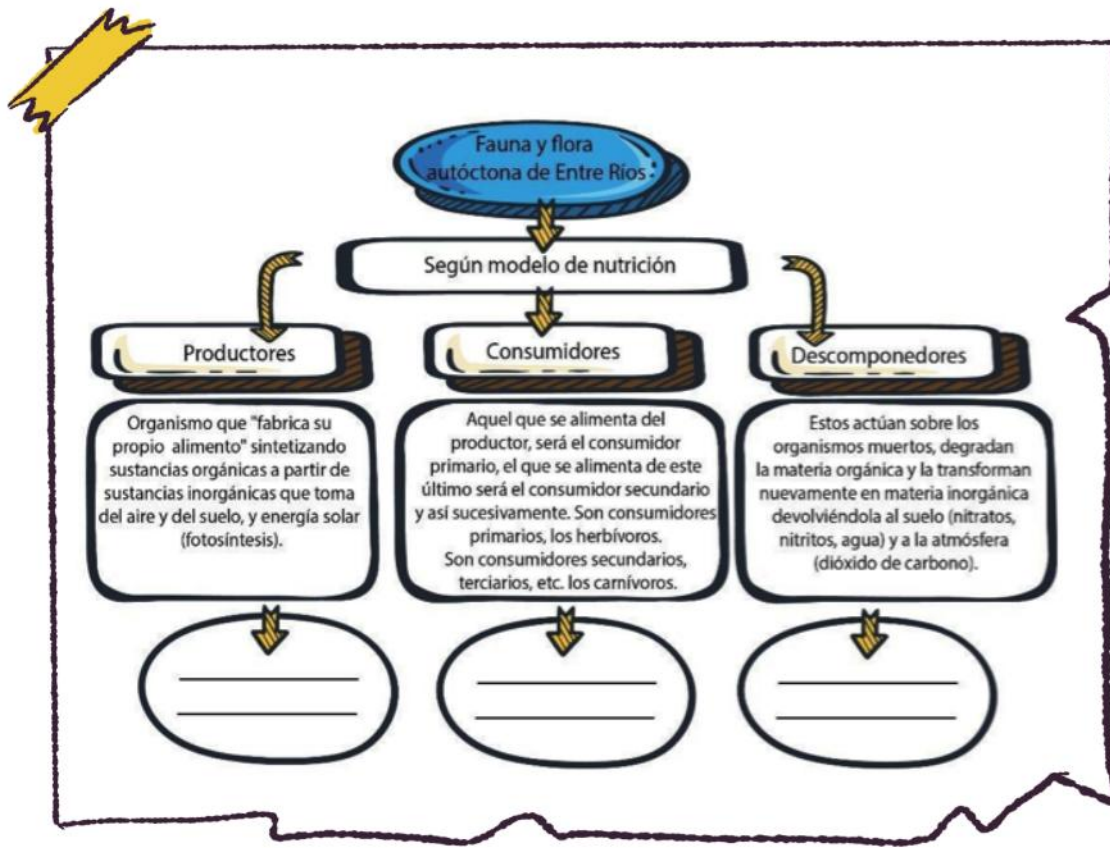 Fauna y flora
autóctona de Entre Ríos
Según modelo de nutrición
Productores
Organismo que "fabrica su
propio alimento" sintetizando
sustancias orgánicas a partir de
sustancias inorgánicas que toma
del aire y del suelo, y energía solar
(fotosíntesis).
Consumidores
Aquel que se alimenta del
productor, será el consumidor
primario, el que se alimenta de este
último será el consumidor secundario
y así sucesivamente. Son consumidores
primarios, los herbívoros.
Son consumidores secundarios,
terciarios, etc. los carnívoros.
Descomponedores
Estos actúan sobre los
organismos muertos, degradan
la materia orgánica y la transforman
nuevamente en materia inorgánica
devolviéndola al suelo (nitratos,
nitritos, agua) y a la atmósfera
(dióxido de carbono).